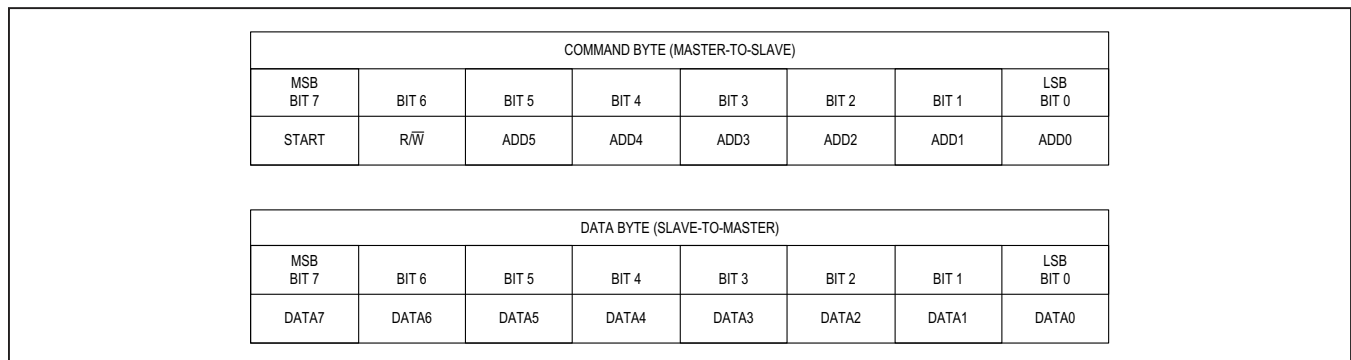 COMMAND BYTE (MASTER-TO-SLAVE)
MSB
BIT 7 BIT 6 BIT 5 BIT 4 BIT 3 BIT 2 BIT 1 LSB
BIT 0
START R/W̅ ADD5 ADD4 ADD3 ADD2 ADD1 ADD0
DATA BYTE (SLAVE-TO-MASTER)
MSB
BIT 7 BIT 6 BIT 5 BIT 4 BIT 3 BIT 2 BIT 1 LSB
BIT 0
DATA7 DATA6 DATA5 DATA4 DATA3 DATA2 DATA1 DATA0